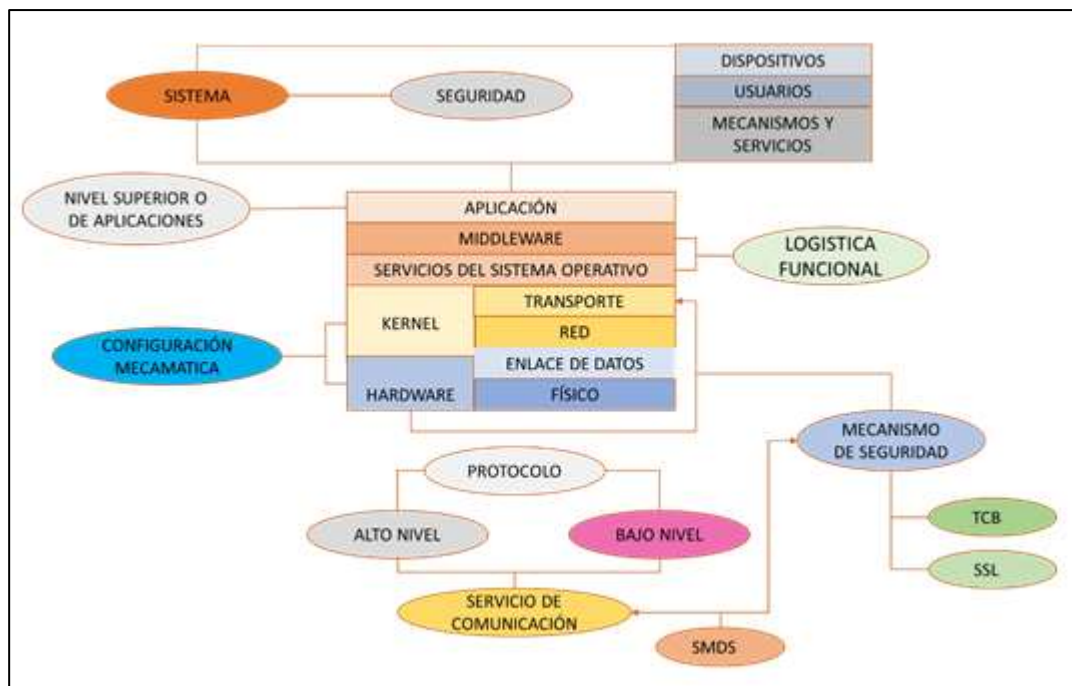 DISPOSITIVOS
SISTEMA
SEGURIDAD
USUARIOS
MECANISMOS Y
SERVICIOS
NIVEL SUPERIOR O
DE APLICACIONES
APLICACIÓN
MIDDLEWARE
SERVICIOS DEL SISTEMA OPERATIVO
LOGISTICA
FUNCIONAL
KERNEL
TRANSPORTE
RED
CONFIGURACIÓN
MECAMATICA
ENLACE DE DATOS
HARDWARE
FÍSICO
MECANISMO
DE SEGURIDAD
PROTOCOLO
ALTO NIVEL
BAJO NIVEL
TCB
SSL
SERVICIO DE
COMUNICACIÓN
SMDS